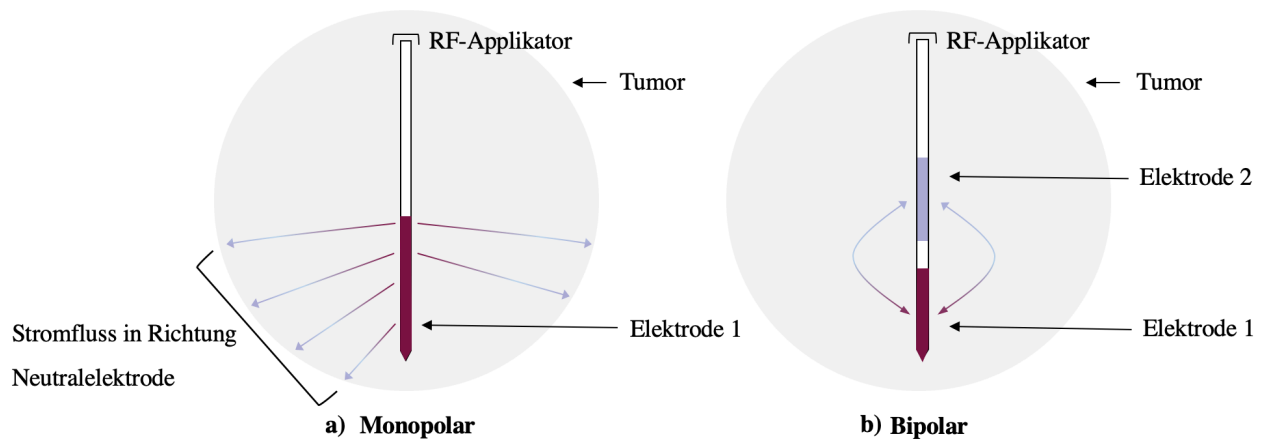 RF-Applikator
Tumor
Elektrode 1
Stromfluss in Richtung
Neutralelektrode
a) Monopolar
RF-Applikator
Tumor
Elektrode 2
Elektrode 1
b) Bipolar